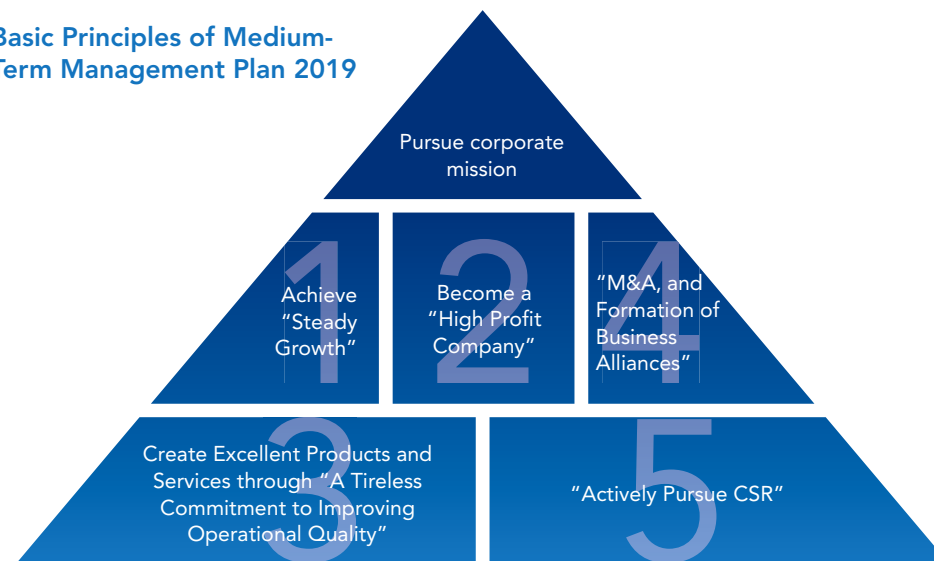 Basic Principles of Medium-
Term Management Plan 2019
Pursue corporate
mission
1
Achieve
“Steady
Growth”
2
Become a
“High Profit
Company”
4
“M&A, and
Formation of
Business
Alliances”
3
Create Excellent Products and
Services through “A Tireless
Commitment to Improving
Operational Quality”
5
“Actively Pursue CSR”